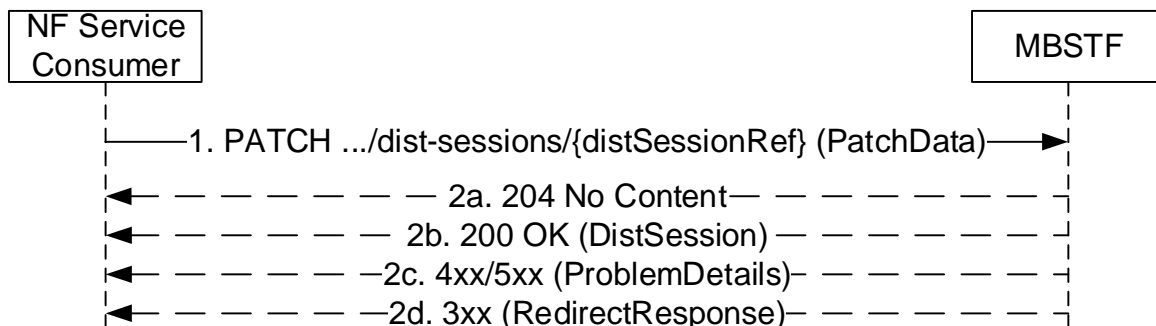 NF Service
Consumer
MBSTF
1. PATCH .../dist-sessions/{distSessionRef} (PatchData)
2a. 204 No Content
2b. 200 OK (DistSession)
2c. 4xx/5xx (ProblemDetails)
2d. 3xx (RedirectResponse)